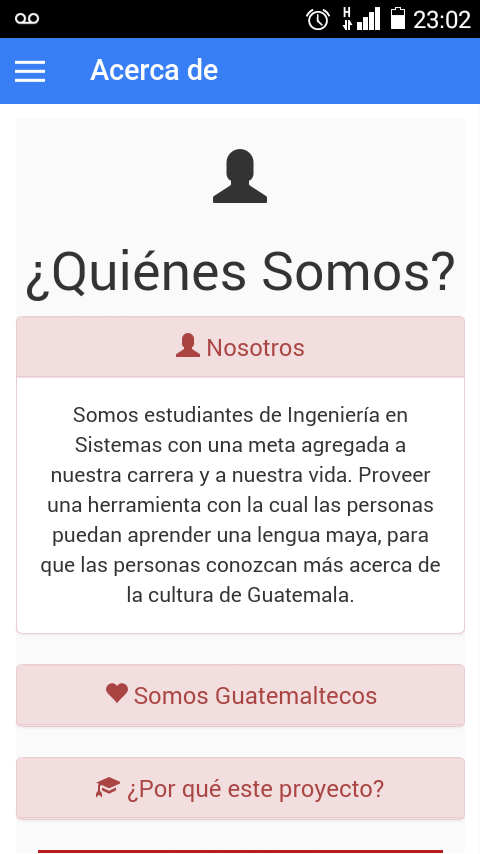 H 23:02
Acerca de
¿Quiénes Somos?
Nosotros
Somos estudiantes de Ingeniería en
Sistemas con una meta agregada a
nuestra carrera y a nuestra vida. Proveer
una herramienta con la cual las personas
puedan aprender una lengua maya, para
que las personas conozcan más acerca de
la cultura de Guatemala.
Somos Guatemaltecos
¿Por qué este proyecto?